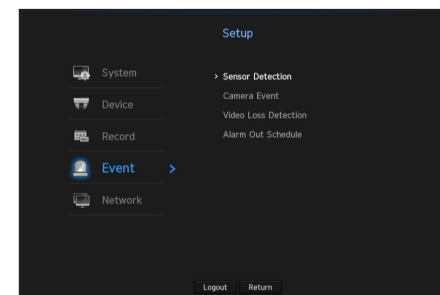 Setup
System
Device
Record
Event
Network
Sensor Detection
Camera Event
Video Loss Detection
Alarm Out Schedule
Logout Return